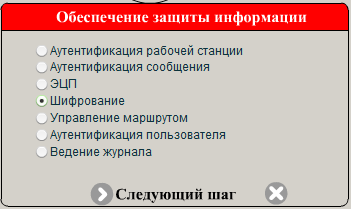 Обеспечение защиты информации
Аутентификация рабочей станции
Аутентификация сообщения
ЭЦП
Шифрование
Управление маршрутом
Аутентификация пользователя
Ведение журнала
Следующий шаг